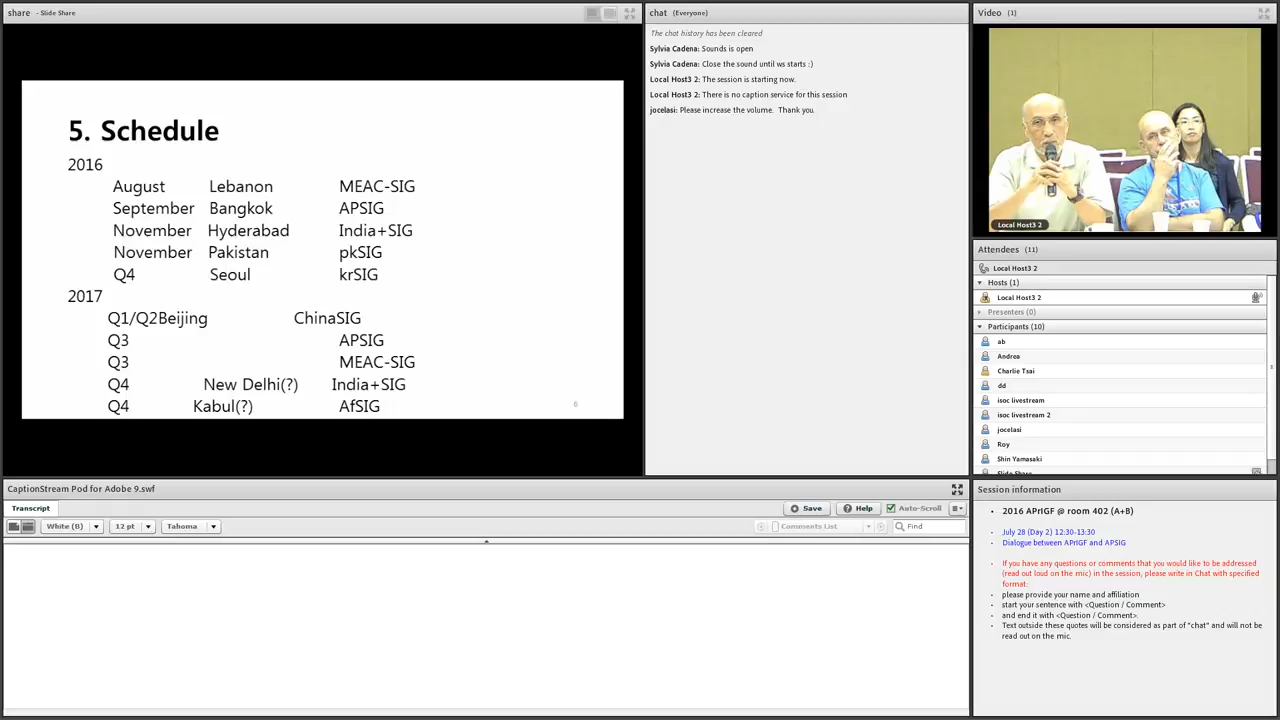 share - Slide Share
5. Schedule
2016
August Lebanon MEAC-SIG
September Bangkok APSIG
November Hyderabad India+SIG
November Pakistan pkSIG
Q4 Seoul krSIG
2017
Q1/Q2Beijing ChinaSIG
Q3 APSIG
Q3 MEAC-SIG
Q4 New Delhi(?) India+SIG
Q4 Kabul(?) AfSIG
6
chat (Everyone)
The chat history has been cleared
Sylvia Cadena: Sounds is open
Sylvia Cadena: Close the sound until ws starts :)
Local Host3 2: The session is starting now.
Local Host3 2: There is no caption service for this session
jocelasi: Please increase the volume. Thank you.
Video (1)
Local Host3 2
Attendees (11)
Local Host3 2
Hosts (1)
Local Host3 2
Presenters (0)
Participants (10)
ab
Andrea
Charlie Tsai
dd
isoc livestream
isoc livestream 2
jocelasi
Roy
Shin Yamasaki
Slide Share
CaptionStream Pod for Adobe 9.swf
Transcript
Save Help Auto-Scroll
White (B) 12 pt Tahoma Comments List Find
Session information
2016 APrIGF @ room 402 (A+B)
July 28 (Day 2) 12:30-13:30
Dialogue between APrIGF and APSIG
If you have any questions or comments that you would like to be addressed
(read out loud on the mic) in the session, please write in Chat with specified
format:
please provide your name and affiliation
start your sentence with <Question / Comment>
and end it with <Question / Comment>.
Text outside these quotes will be considered as part of "chat" and will not be
read out on the mic.